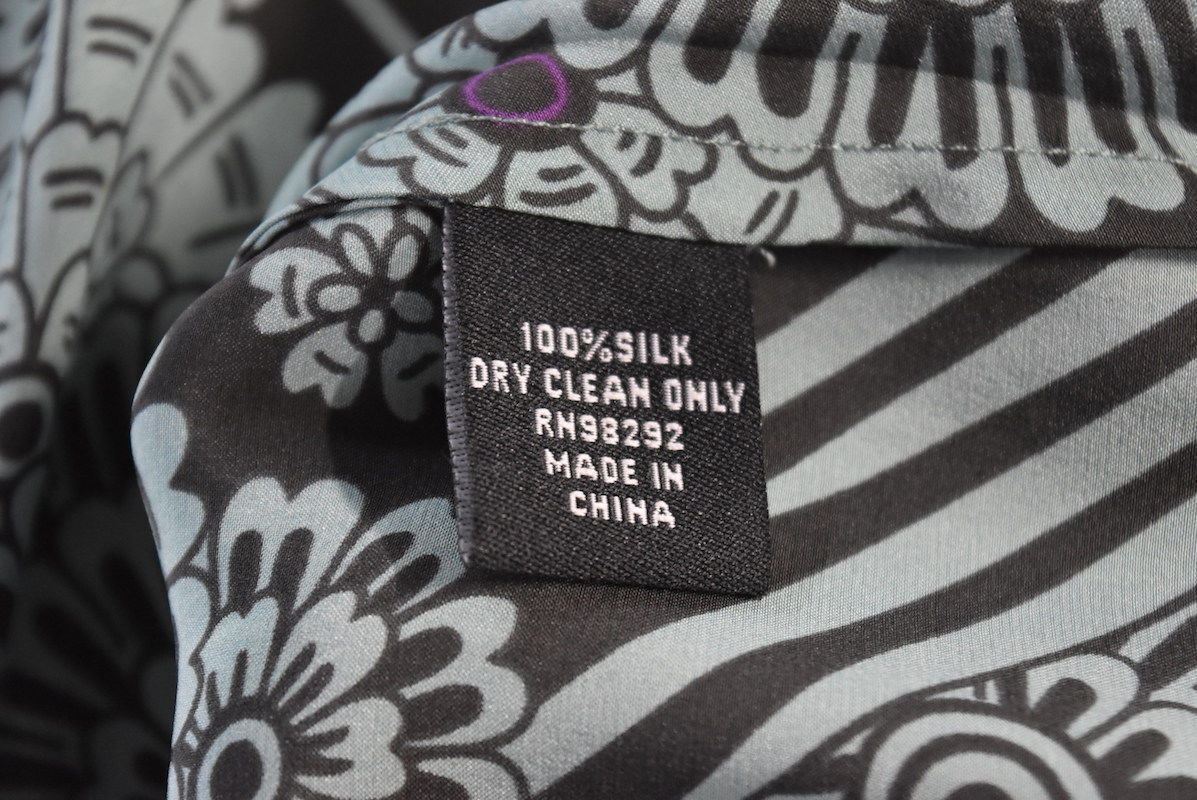 100%SILK
DRY CLEAN ONLY
RN98292
MADE IN
CHINA